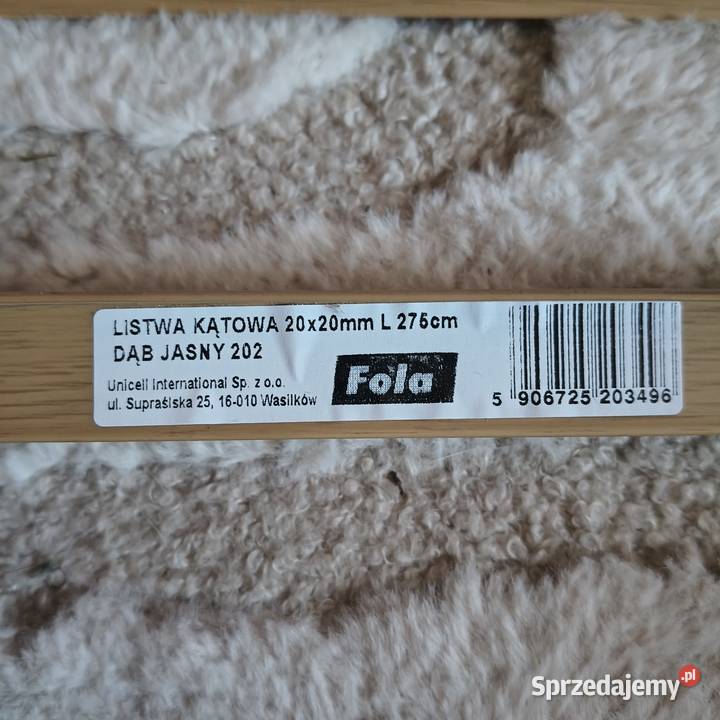 LISTWA KĄTOWA 20x20mm L 275cm
DĄB JASNY 202
Unicell International Sp. z o.o.
ul. Supraślska 25, 16-010 Wasilków
Fola
5 906725 203496
Sprzedajemy.pl